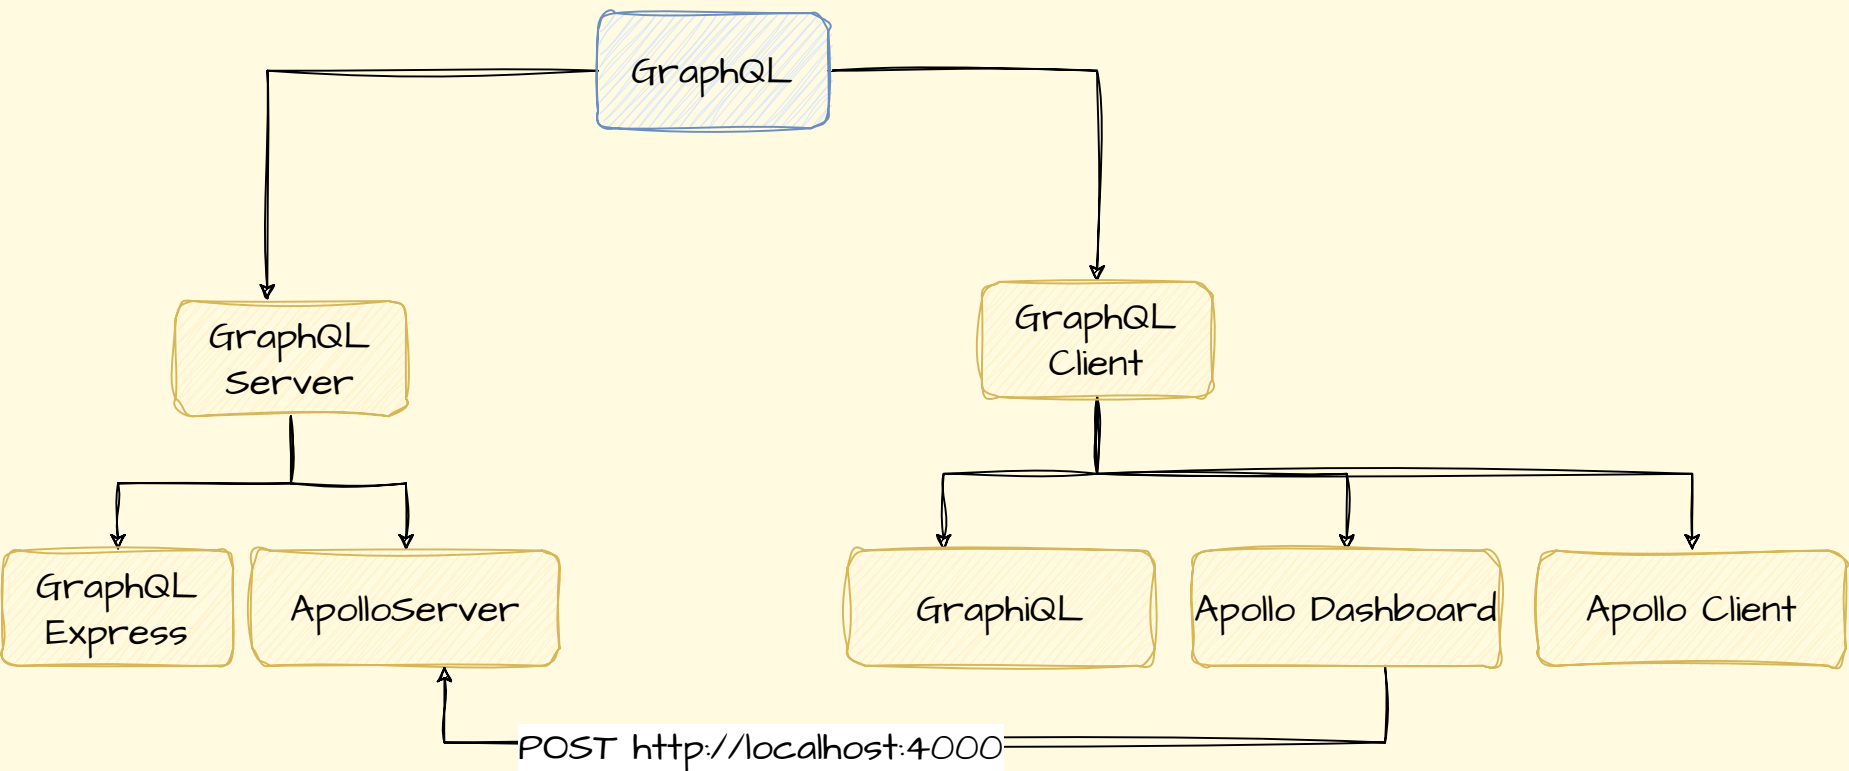 GraphQL
GraphQL
Server
GraphQL
Client
GraphQL
Express
ApolloServer
GraphiQL
Apollo Dashboard
Apollo Client
POST http://localhost:4000